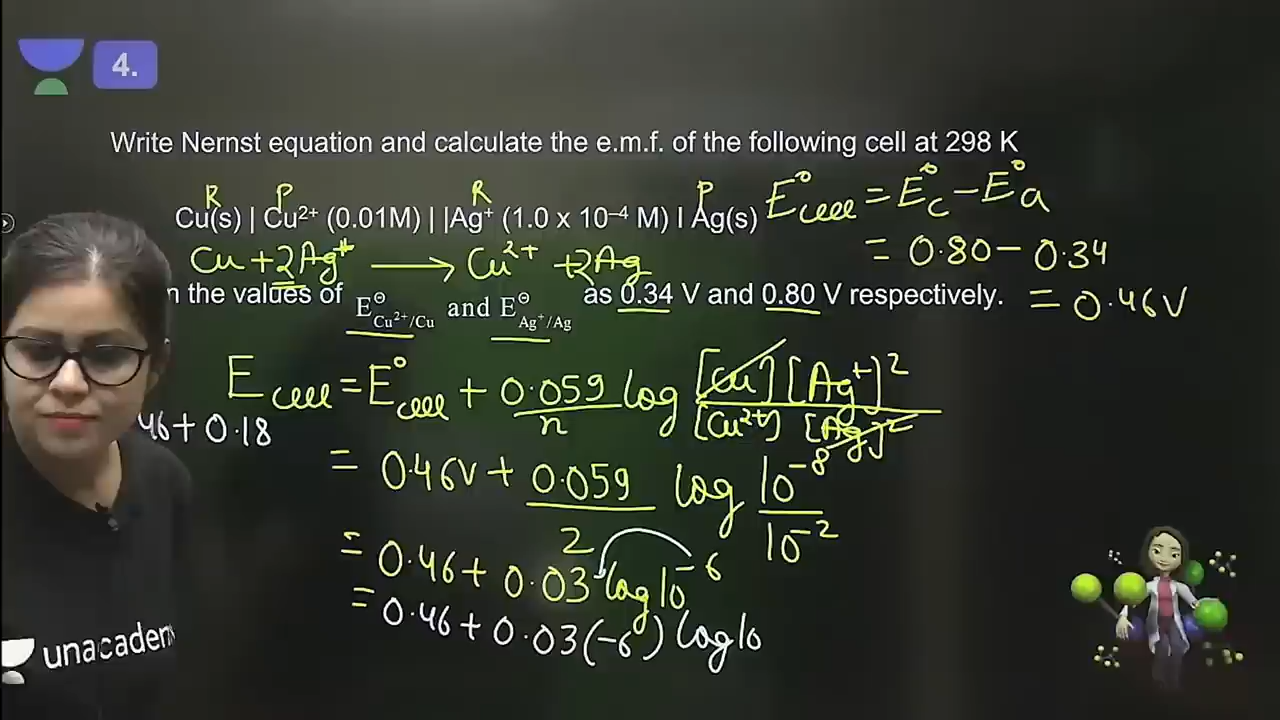 4.
Write Nernst equation and calculate the e.m.f. of the following cell at 298 K
R P R P
Cu(s) | Cu²⁺ (0.01M) | |Ag⁺ (1.0 x 10⁻⁴ M) I Ag(s)
E°cell = E°c - E°a
Cu + 2Ag⁺ → Cu²⁺ + 2Ag
= 0.80 - 0.34
n the values of E⊖Cu²⁺/Cu and E⊖Ag⁺/Ag as 0.34 V and 0.80 V respectively.
= 0.46V
Ecell = E°cell + 0.059/n log [Cu][Ag⁺]²/[Cu²⁺][Ag]²
46 + 0.18
= 0.46V + 0.059/2 log 10⁻⁸/10⁻²
= 0.46 + 0.03 log10⁻⁶
= 0.46 + 0.03(-6) log10
unacadem